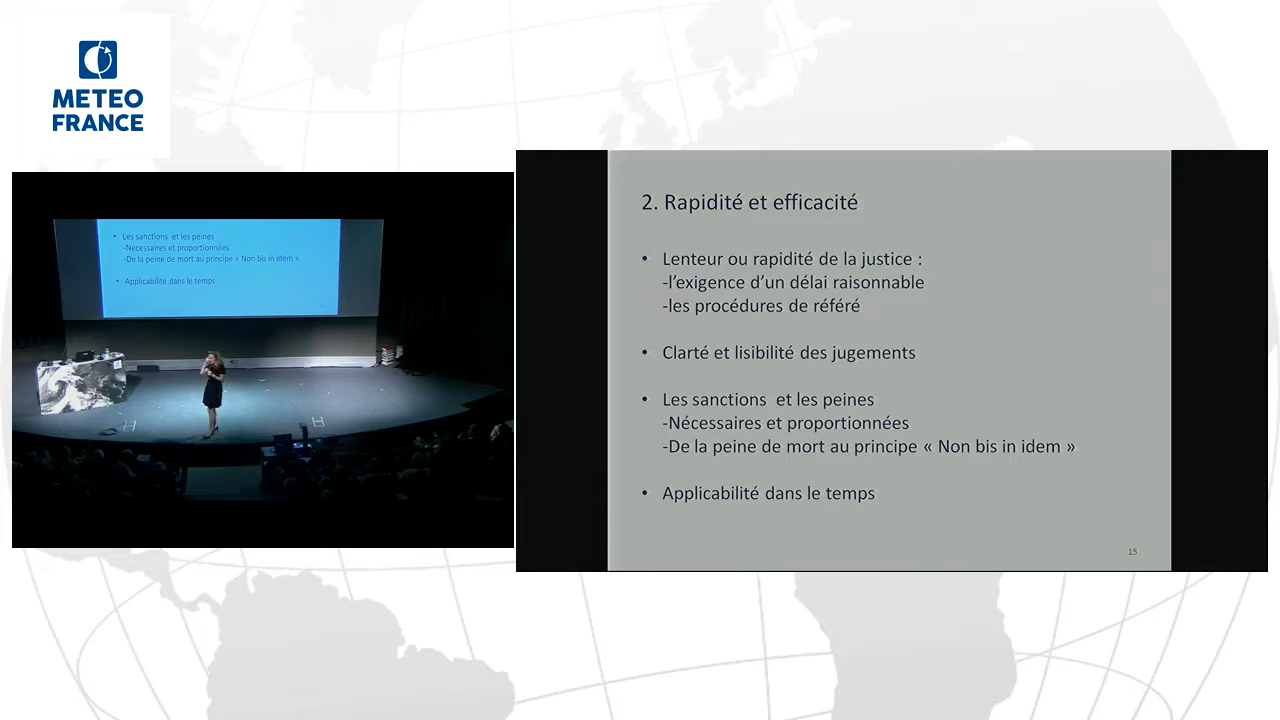 METEO
FRANCE
• Les sanctions et les peines
-Nécessaires et proportionnées
-De la peine de mort au principe « Non bis in idem »
• Applicabilité dans le temps
2. Rapidité et efficacité
• Lenteur ou rapidité de la justice :
-l’exigence d’un délai raisonnable
-les procédures de référé
• Clarté et lisibilité des jugements
• Les sanctions  et les peines
-Nécessaires et proportionnées
-De la peine de mort au principe « Non bis in idem »
• Applicabilité dans le temps
15